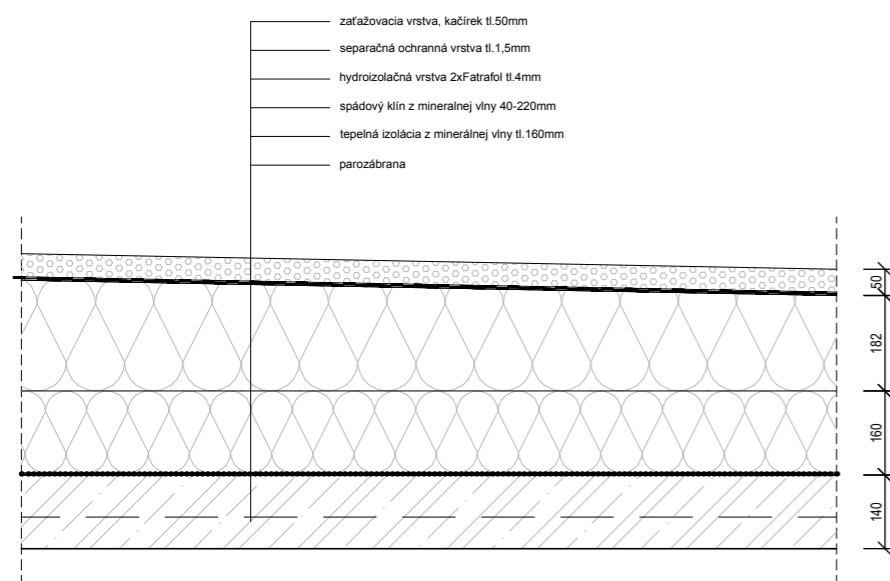 zaťažovacia vrstva, kačírek tl.50mm
separačná ochranná vrstva tl.1,5mm
hydroizolačná vrstva 2xFatrafol tl.4mm
spádový klín z mineralnej vlny 40-220mm
tepelná izolácia z minerálnej vlny tl.160mm
parozábrana
50
182
160
140